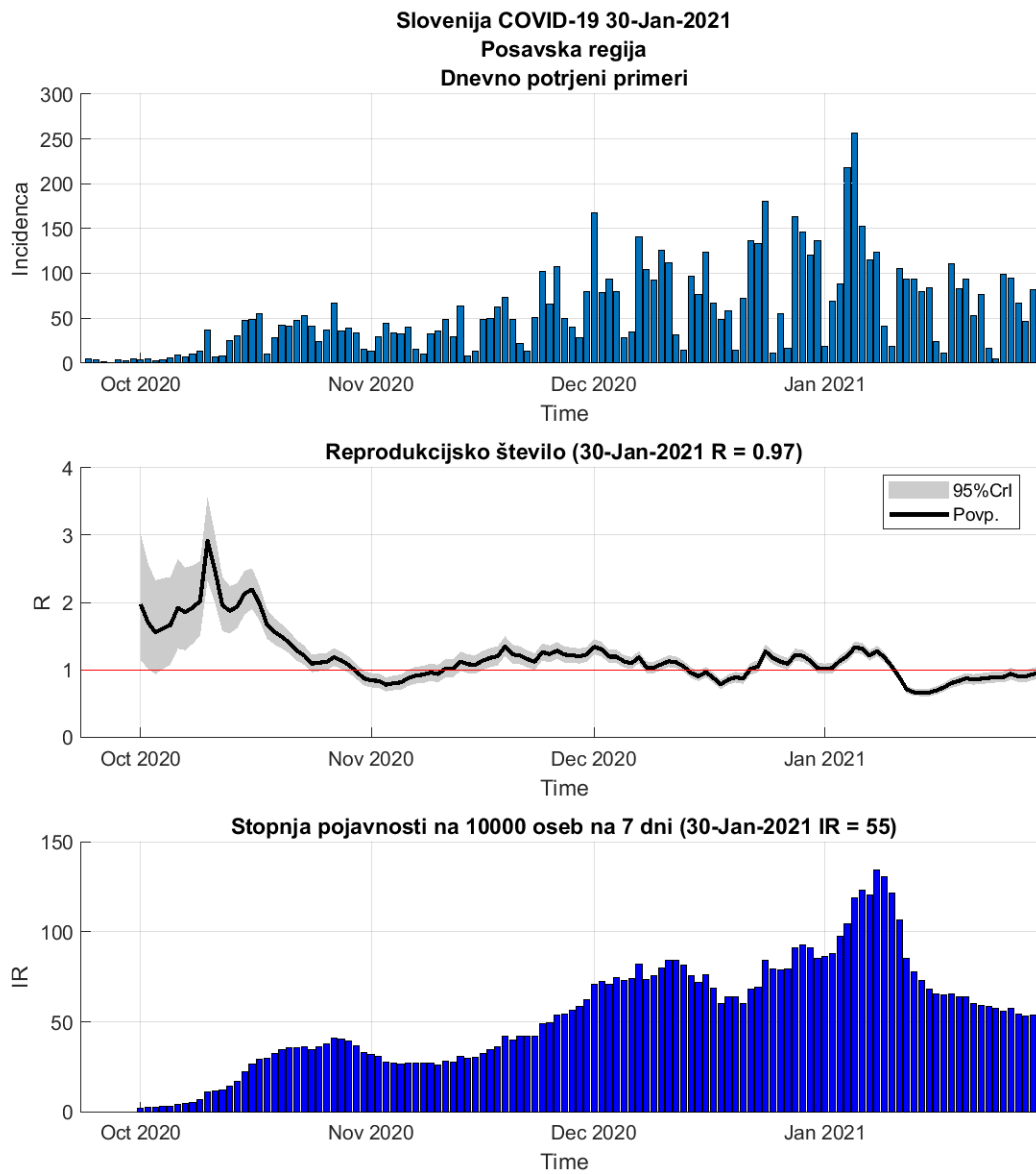 Slovenija COVID-19 30-Jan-2021
Posavska regija
Dnevno potrjeni primeri
300
250
200
150
100
50
0
Incidenca
Oct 2020
Nov 2020
Dec 2020
Jan 2021
Time
Reprodukcijsko število (30-Jan-2021 R = 0.97)
4
3
2
1
0
R
95%CrI
Povp.
Oct 2020
Nov 2020
Dec 2020
Jan 2021
Time
Stopnja pojavnosti na 10000 oseb na 7 dni (30-Jan-2021 IR = 55)
150
100
50
0
IR
Oct 2020
Nov 2020
Dec 2020
Jan 2021
Time